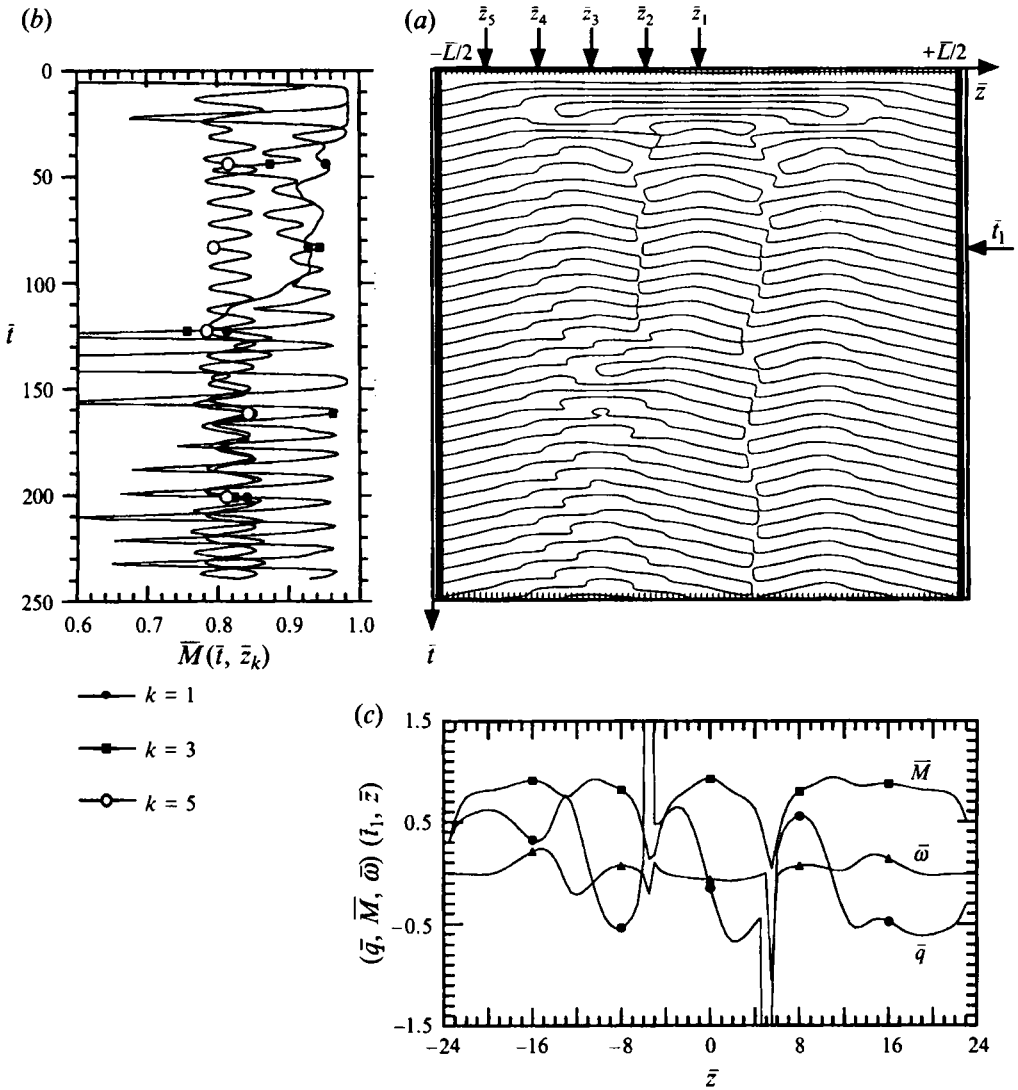 (b)
0
50
100
150
200
250
t̄
0.6 0.7 0.8 0.9 1.0
M̄(t̄, z̄ₖ)
k = 1
k = 3
k = 5
(a)
z̄₅ z̄₄ z̄₃ z̄₂ z̄₁
−L̄/2 +L̄/2
z̄
t̄₁
t̄
(c)
1.5
0.5
−0.5
−1.5
(q̄, M̄, ω̄) (t̄₁, z̄)
M̄
ω̄
q̄
−24 −16 −8 0 8 16 24
z̄